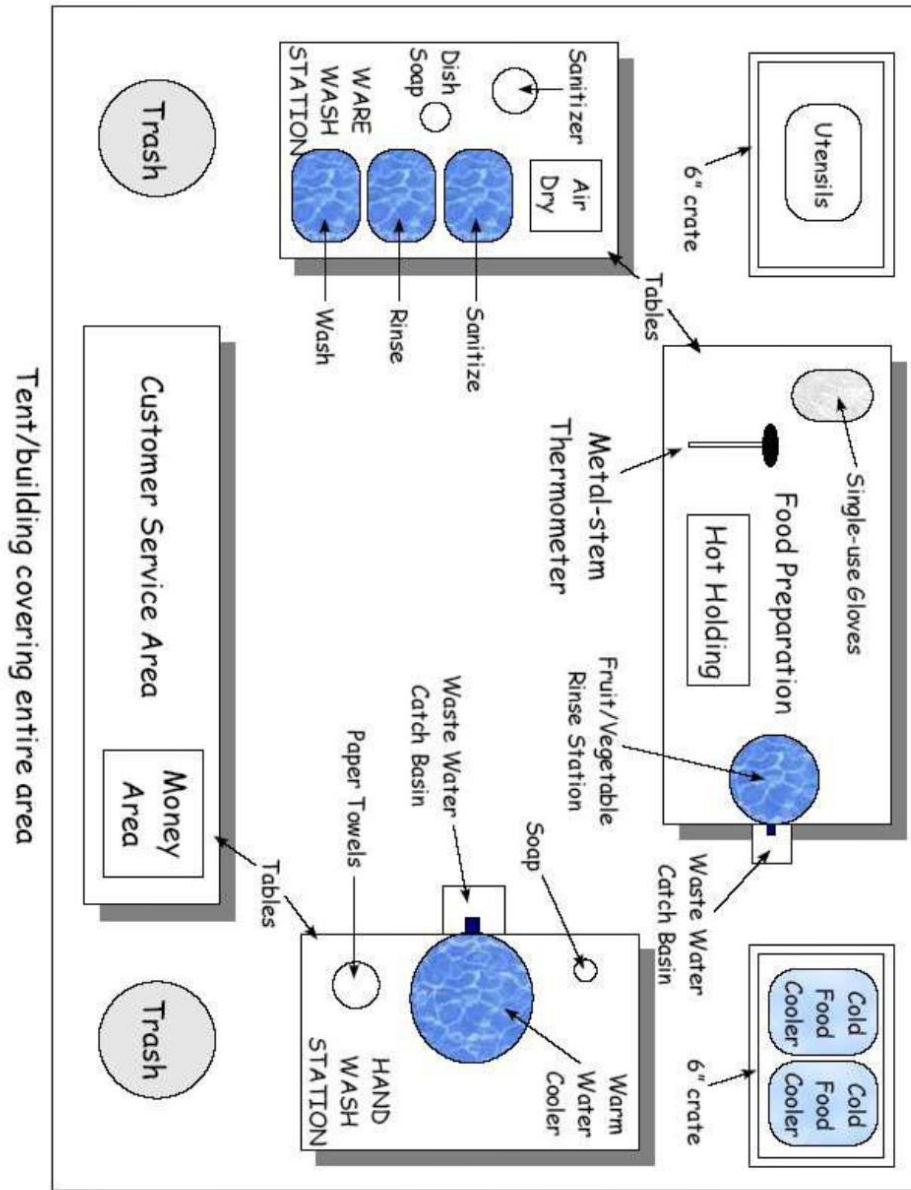 Utensils
6" crate
Single-use Gloves
Food Preparation
Hot Holding
Cold
Food
Cooler
Cold
Food
Cooler
6" crate
Waste Water
Catch Basin
Tables
Metal-stem
Thermometer
Fruit/Vegetable
Rinse Station
Sanitizer
Air
Dry
Dish
Soap
WARE
WASH
STATION
Sanitize
Rinse
Wash
Soap
Warm
Water
Cooler
Waste Water
Catch Basin
Paper Towels
HAND
WASH
STATION
Tables
Trash
Customer Service Area
Money
Area
Trash
Tent/building covering entire area